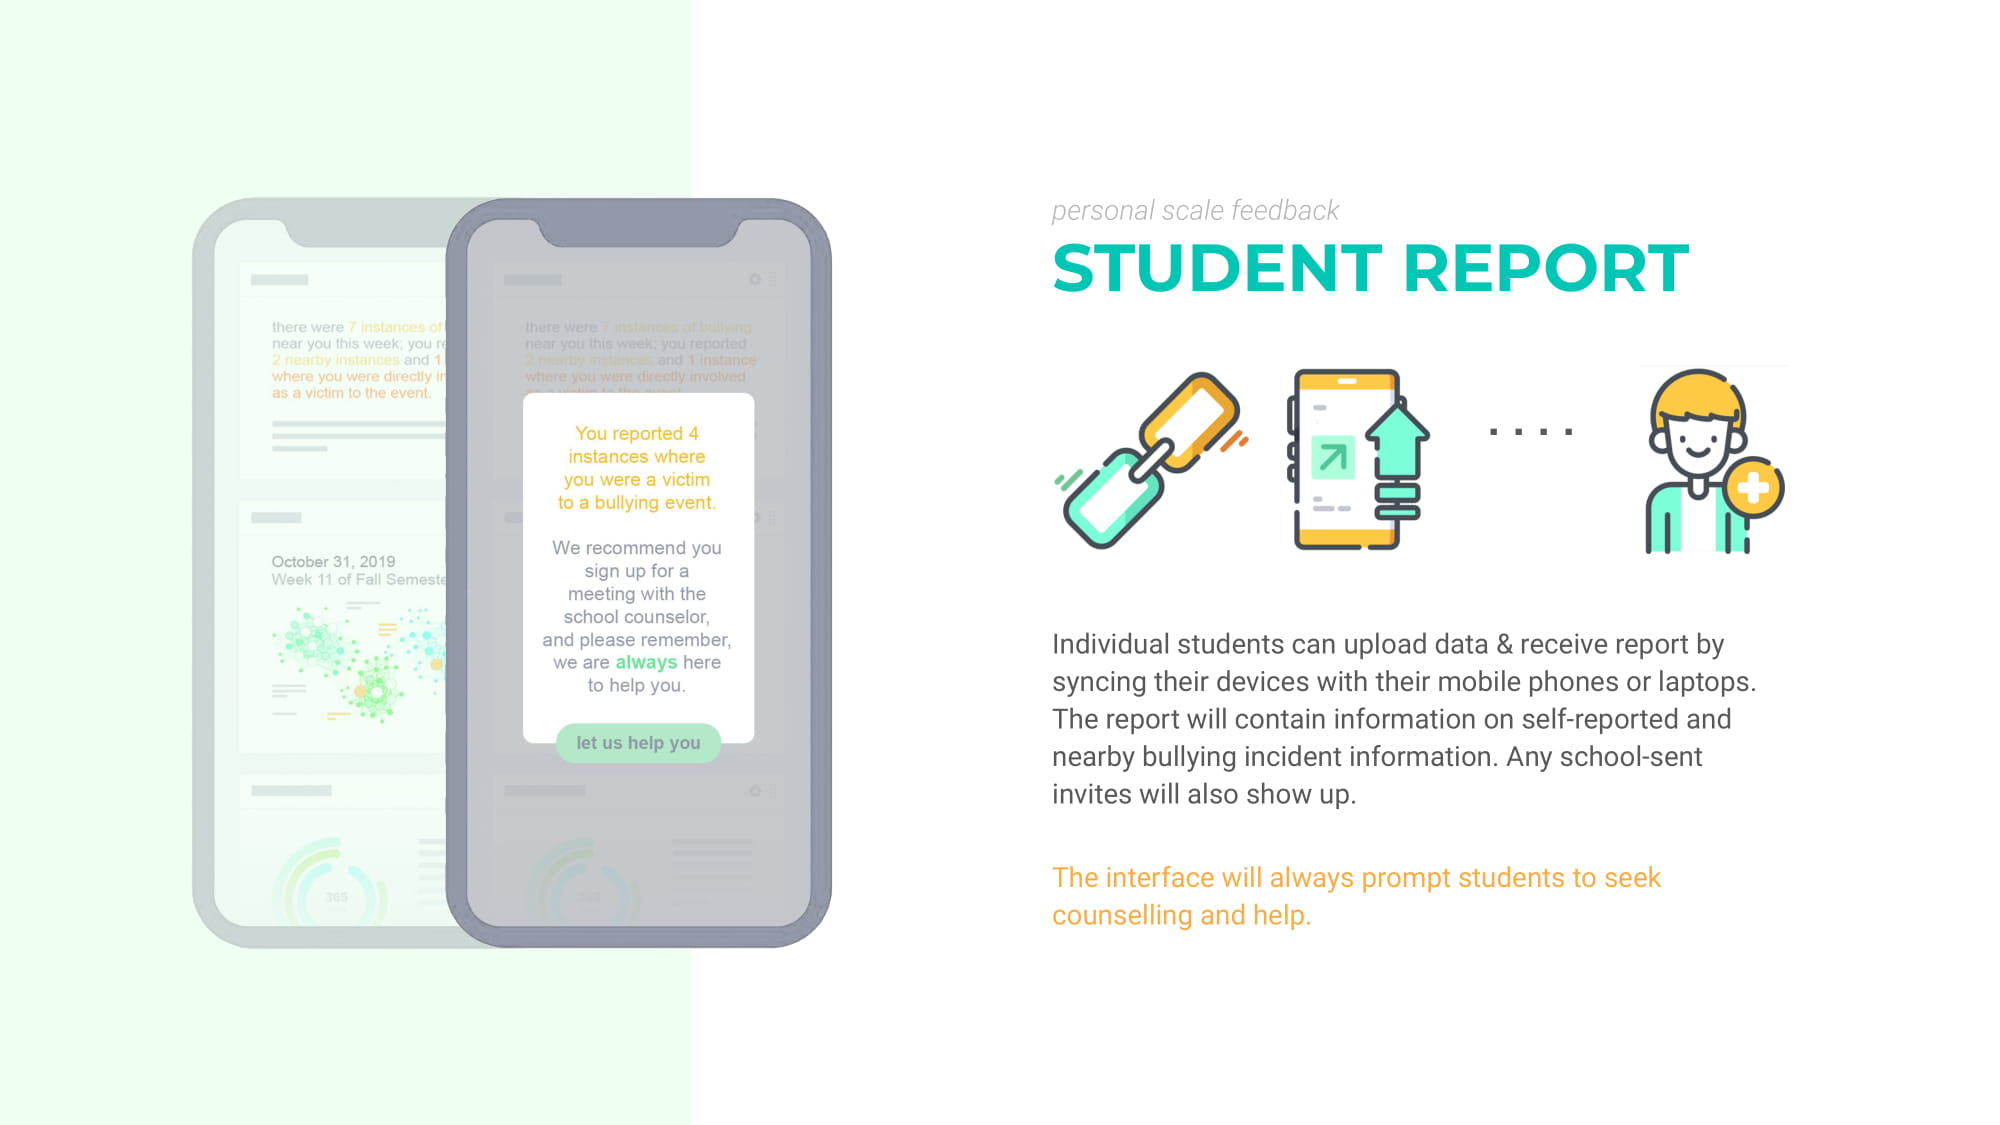 personal scale feedback
STUDENT REPORT
Individual students can upload data & receive report by
syncing their devices with their mobile phones or laptops.
The report will contain information on self-reported and
nearby bullying incident information. Any school-sent
invites will also show up.
The interface will always prompt students to seek
counselling and help.
there were 7 instances of
near you this week; you re
2 nearby instances and 1
where you were directly in
as a victim to the event.
October 31, 2019
Week 11 of Fall Semeste
365
there were 7 instances of bullying
near you this week; you reported
2 nearby instances and 1 instance
where you were directly involved
You reported 4
instances where
you were a victim
to a bullying event.
We recommend you
sign up for a
meeting with the
school counselor,
and please remember,
we are always here
to help you.
let us help you